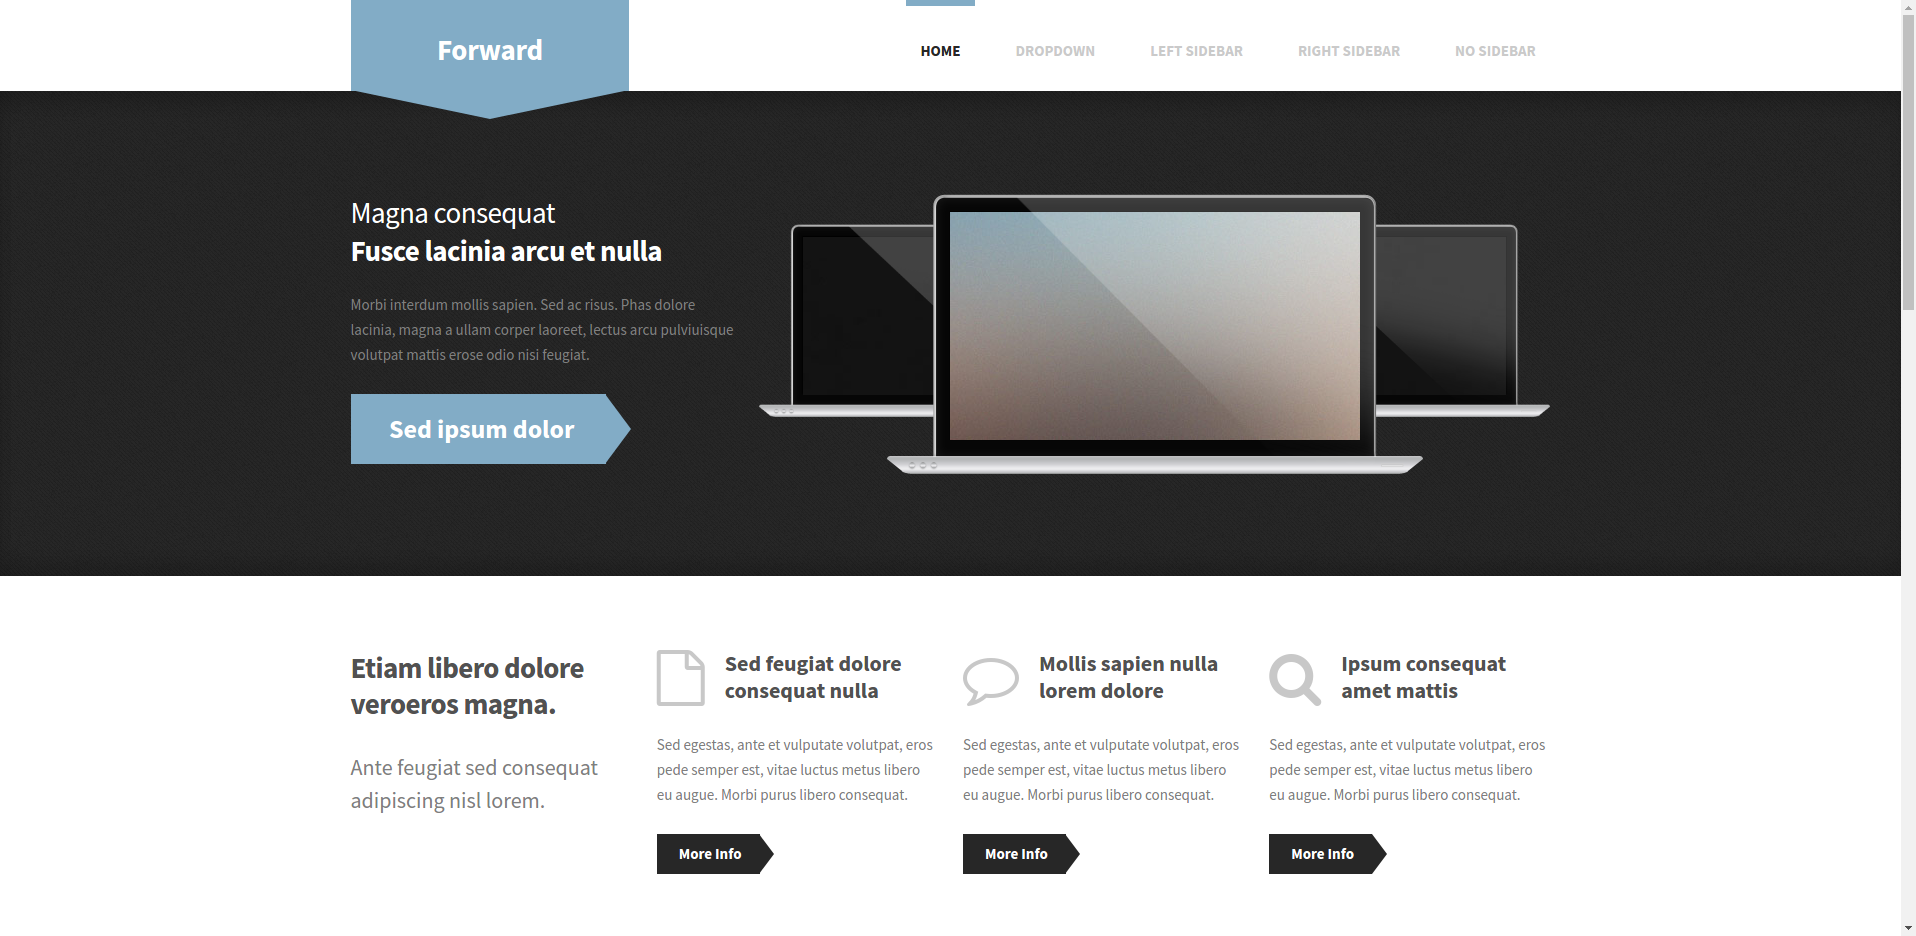 Forward
HOME
DROPDOWN
LEFT SIDEBAR
RIGHT SIDEBAR
NO SIDEBAR
Magna consequat
Fusce lacinia arcu et nulla
Morbi interdum mollis sapien. Sed ac risus. Phas dolore
lacinia, magna a ullam corper laoreet, lectus arcu pulviuisque
volutpat mattis erose odio nisi feugiat.
Sed ipsum dolor
Etiam libero dolore
veroeros magna.
Ante feugiat sed consequat
adipiscing nisl lorem.
Sed feugiat dolore
consequat nulla
Sed egestas, ante et vulputate volutpat, eros
pede semper est, vitae luctus metus libero
eu augue. Morbi purus libero consequat.
More Info
Mollis sapien nulla
lorem dolore
Sed egestas, ante et vulputate volutpat, eros
pede semper est, vitae luctus metus libero
eu augue. Morbi purus libero consequat.
More Info
Ipsum consequat
amet mattis
Sed egestas, ante et vulputate volutpat, eros
pede semper est, vitae luctus metus libero
eu augue. Morbi purus libero consequat.
More Info